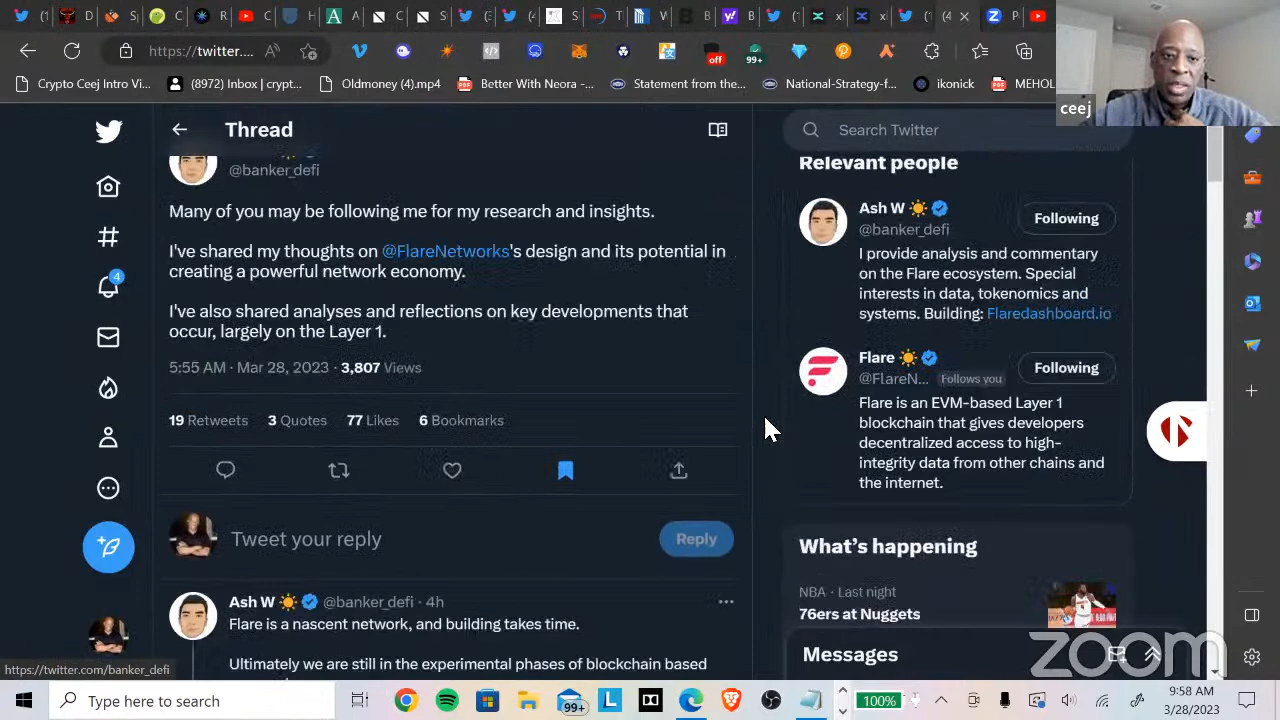 https://twitter....
off
99+
Crypto Ceej Intro Vi...
(8972) Inbox | crypt...
Oldmoney (4).mp4
Letter With Neora -...
Statement from the...
National-Strategy-f...
ikonick
MEHOL
ceej
Thread
Search Twitter
@banker_defi
Many of you may be following me for my research and insights.
I've shared my thoughts on @FlareNetworks's design and its potential in
creating a powerful network economy.
I've also shared analyses and reflections on key developments that
occur, largely on the Layer 1.
5:55 AM · Mar 28, 2023 · 3,807 Views
19 Retweets 3 Quotes 77 Likes 6 Bookmarks
4
Tweet your reply
Reply
Ash W @banker_defi · 4h
Flare is a nascent network, and building takes time.
Ultimately we are still in the experimental phases of blockchain based
Relevant people
Ash W
@banker_defi
Following
I provide analysis and commentary
on the Flare ecosystem. Special
interests in data, tokenomics and
systems. Building: Flaredashboard.io
Flare
@FlareN... Follows you
Following
Flare is an EVM-based Layer 1
blockchain that gives developers
decentralized access to high-
integrity data from other chains and
the internet.
What's happening
NBA · Last night
76ers at Nuggets
Messages
zoom
https://twitter.com/banker_defi
Type here to search
99+
100%
9:58 AM
3/28/2023